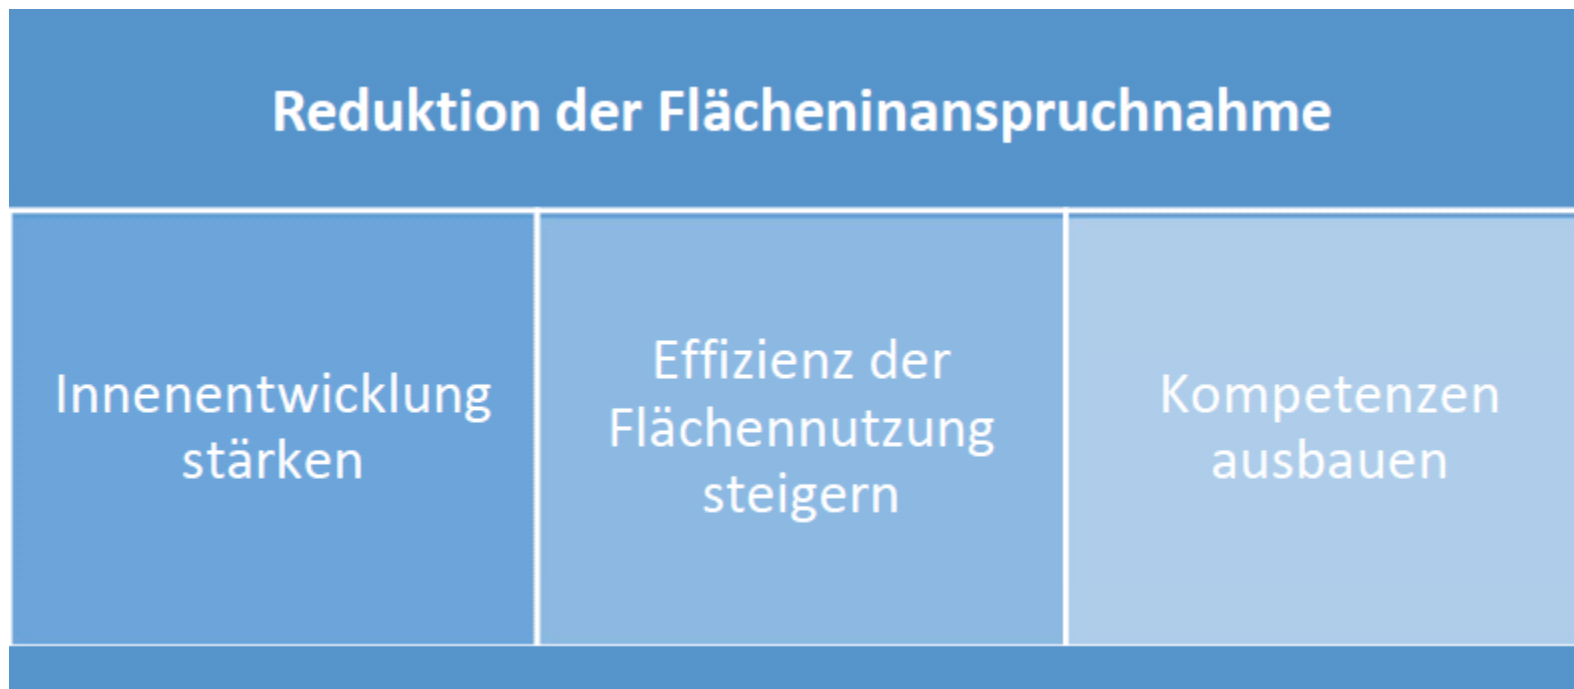 Reduktion der Flächeninanspruchnahme
Innenentwicklung
stärken
Effizienz der
Flächennutzung
steigern
Kompetenzen
ausbauen